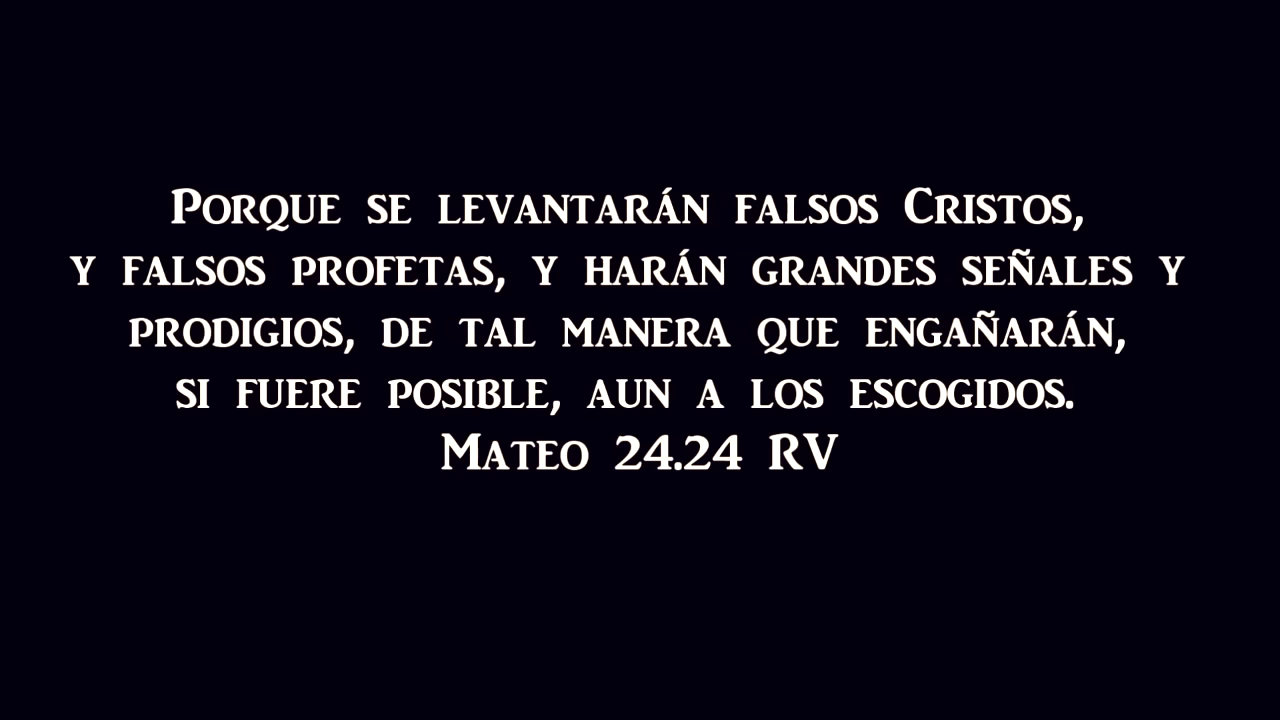 Porque se levantarán falsos Cristos,
y falsos profetas, y harán grandes señales y
prodigios, de tal manera que engañarán,
si fuere posible, aun a los escogidos.
Mateo 24.24 RV